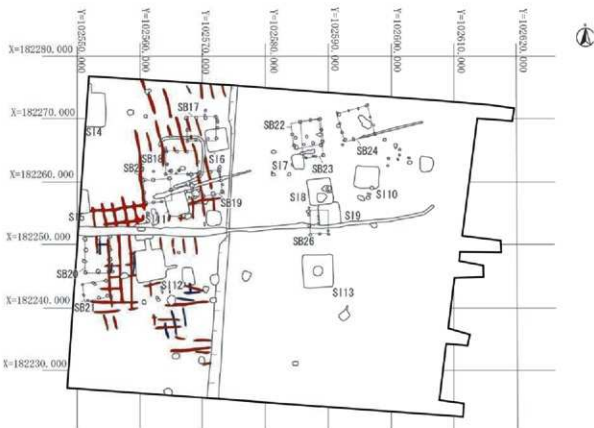 Y=102550.000
Y=102560.000
Y=102570.000
Y=102580.000
Y=102590.000
Y=102600.000
Y=102610.000
Y=102620.000
X=182280.000
X=182270.000
X=182260.000
X=182250.000
X=182240.000
X=182230.000
SI4
SB17
SB22
SB24
SB18
SI6
SI7
SB23
SB25
SI8
SI10
SB19
SI5
SI11
SI9
SB26
SB20
SI12
SI13
SB21